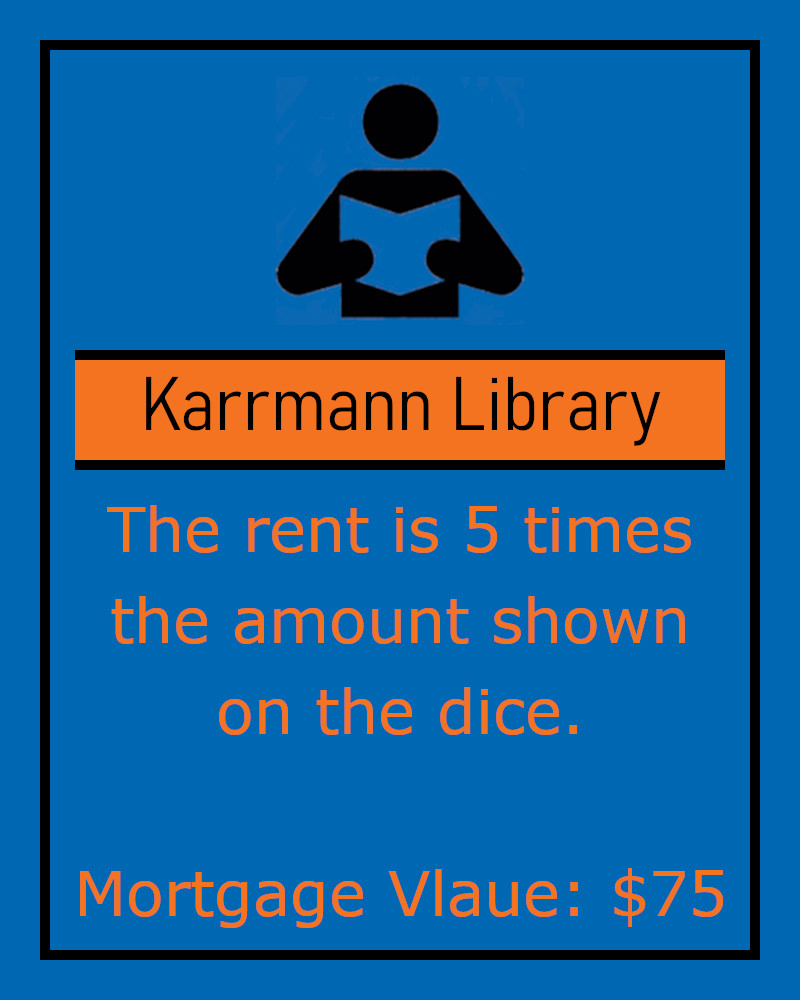 Karrmann Library
The rent is 5 times
the amount shown
on the dice.
Mortgage Vlaue: $75